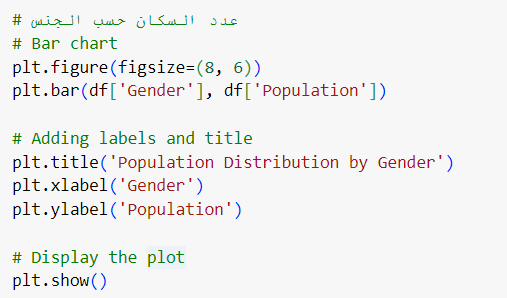 # عدد السكان حسب الجنس
# Bar chart
plt.figure(figsize=(8, 6))
plt.bar(df['Gender'], df['Population'])

# Adding labels and title
plt.title('Population Distribution by Gender')
plt.xlabel('Gender')
plt.ylabel('Population')

# Display the plot
plt.show()